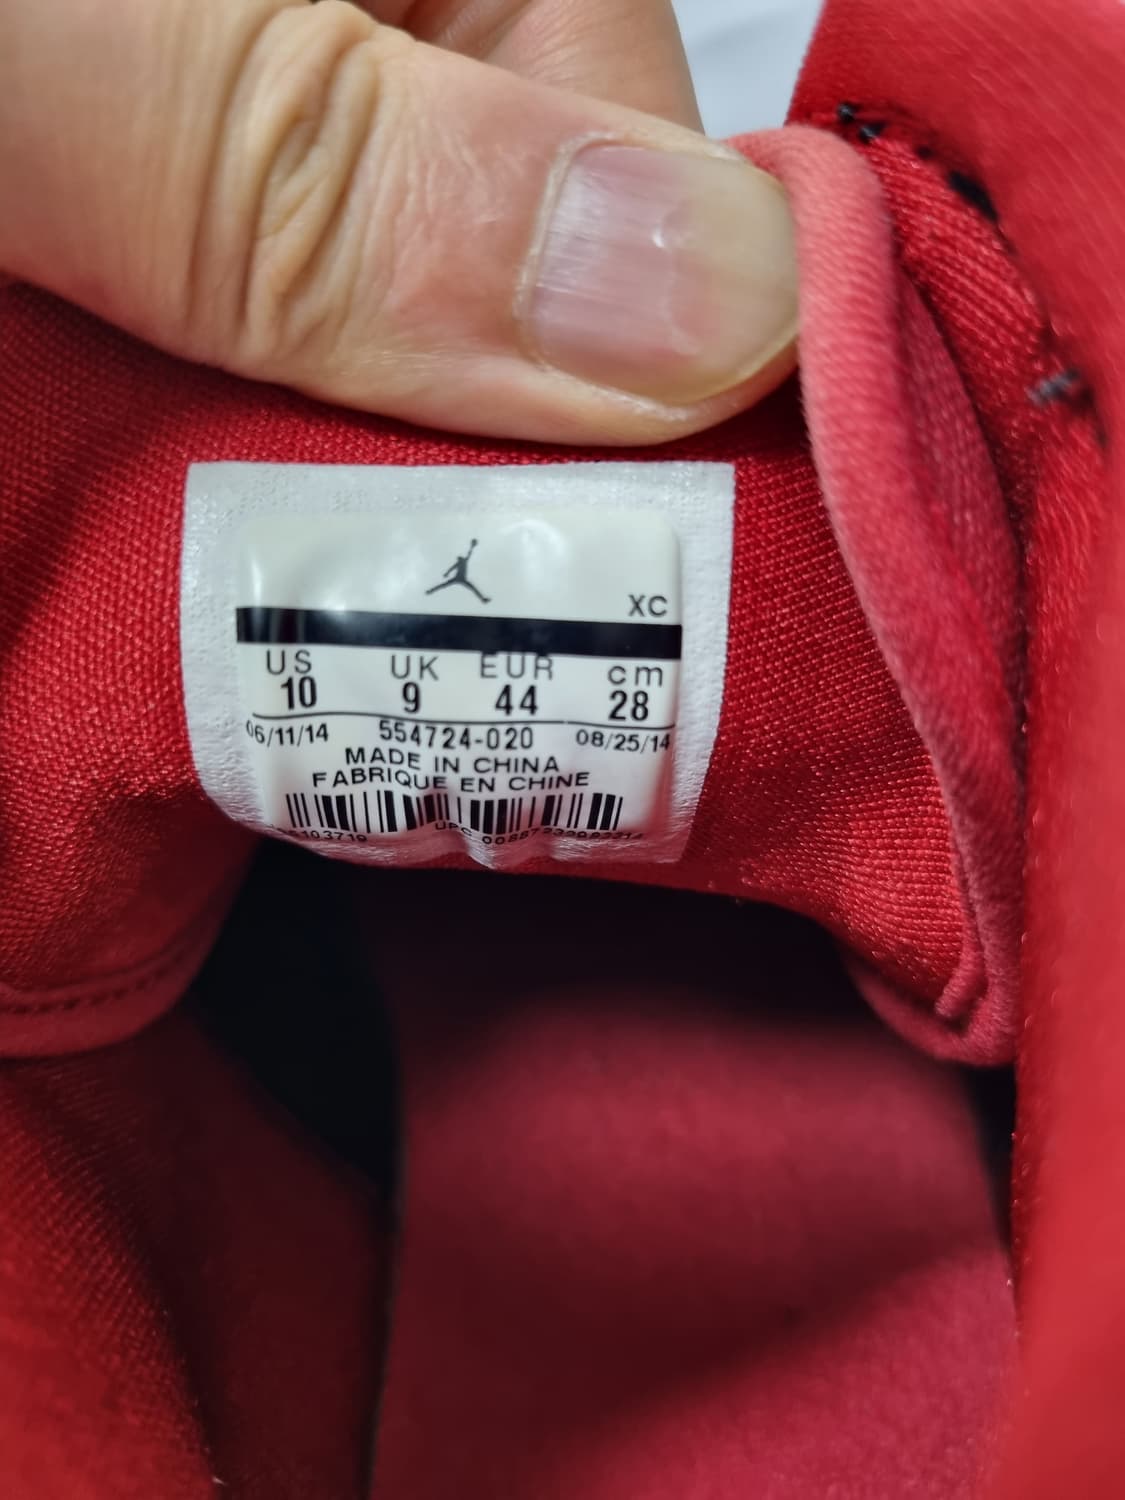 XC
US UK EUR cm
10 9 44 28
06/11/14 554724-020 08/25/14
MADE IN CHINA
FABRIQUE EN CHINE
UPC